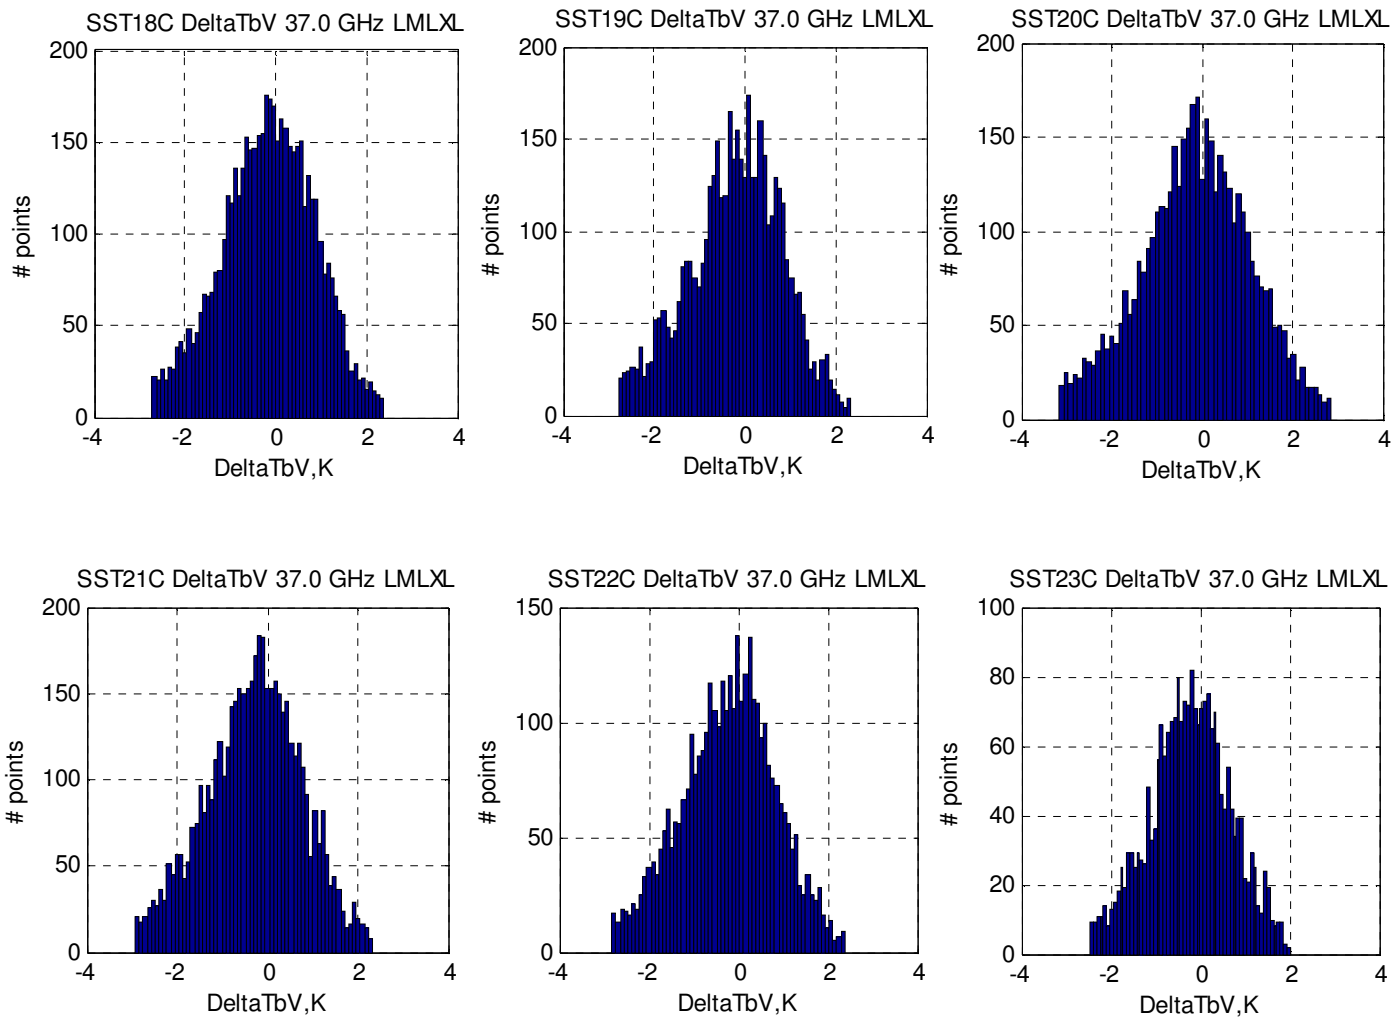 SST18C DeltaTbV 37.0 GHz LMLXL
200
150
100
50
0
-4 -2 0 2 4
# points
DeltaTbV,K
SST19C DeltaTbV 37.0 GHz LMLXL
200
150
100
50
0
-4 -2 0 2 4
# points
DeltaTbV,K
SST20C DeltaTbV 37.0 GHz LMLXL
200
150
100
50
0
-4 -2 0 2 4
# points
DeltaTbV,K
SST21C DeltaTbV 37.0 GHz LMLXL
200
150
100
50
0
-4 -2 0 2 4
# points
DeltaTbV,K
SST22C DeltaTbV 37.0 GHz LMLXL
150
100
50
0
-4 -2 0 2 4
# points
DeltaTbV,K
SST23C DeltaTbV 37.0 GHz LMLXL
100
80
60
40
20
0
-4 -2 0 2 4
# points
DeltaTbV,K